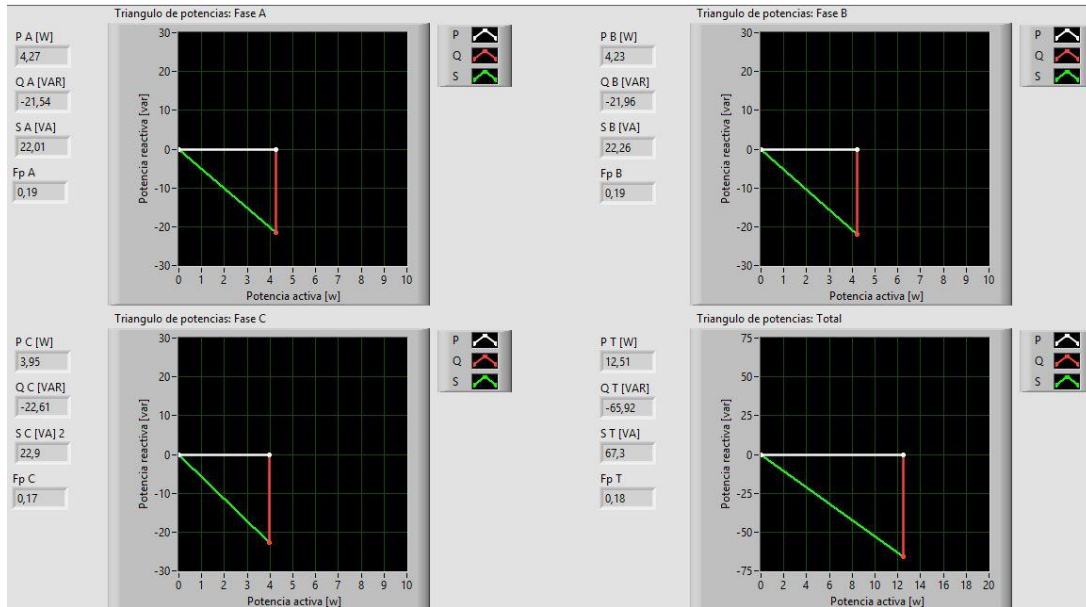 Triangulo de potencias: Fase A
P A [W]
4,27
Q A [VAR]
-21,54
S A [VA]
22,01
Fp A
0,19
Potencia reactiva [var]
30
20
10
0
-10
-20
-30
0 1 2 3 4 5 6 7 8 9 10
Potencia activa [w]
P
Q
S
Triangulo de potencias: Fase B
P B [W]
4,23
Q B [VAR]
-21,96
S B [VA]
22,26
Fp B
0,19
Potencia reactiva [var]
30
20
10
0
-10
-20
-30
0 1 2 3 4 5 6 7 8 9 10
Potencia activa [w]
P
Q
S
Triangulo de potencias: Fase C
P C [W]
3,95
Q C [VAR]
-22,61
S C [VA] 2
22,9
Fp C
0,17
Potencia reactiva [var]
30
20
10
0
-10
-20
-30
0 1 2 3 4 5 6 7 8 9 10
Potencia activa [w]
P
Q
S
Triangulo de potencias: Total
P T [W]
12,51
Q T [VAR]
-65,92
S T [VA]
67,3
Fp T
0,18
Potencia reactiva [var]
75
50
25
0
-25
-50
-75
0 2 4 6 8 10 12 14 16 18 20
Potencia activa [w]
P
Q
S